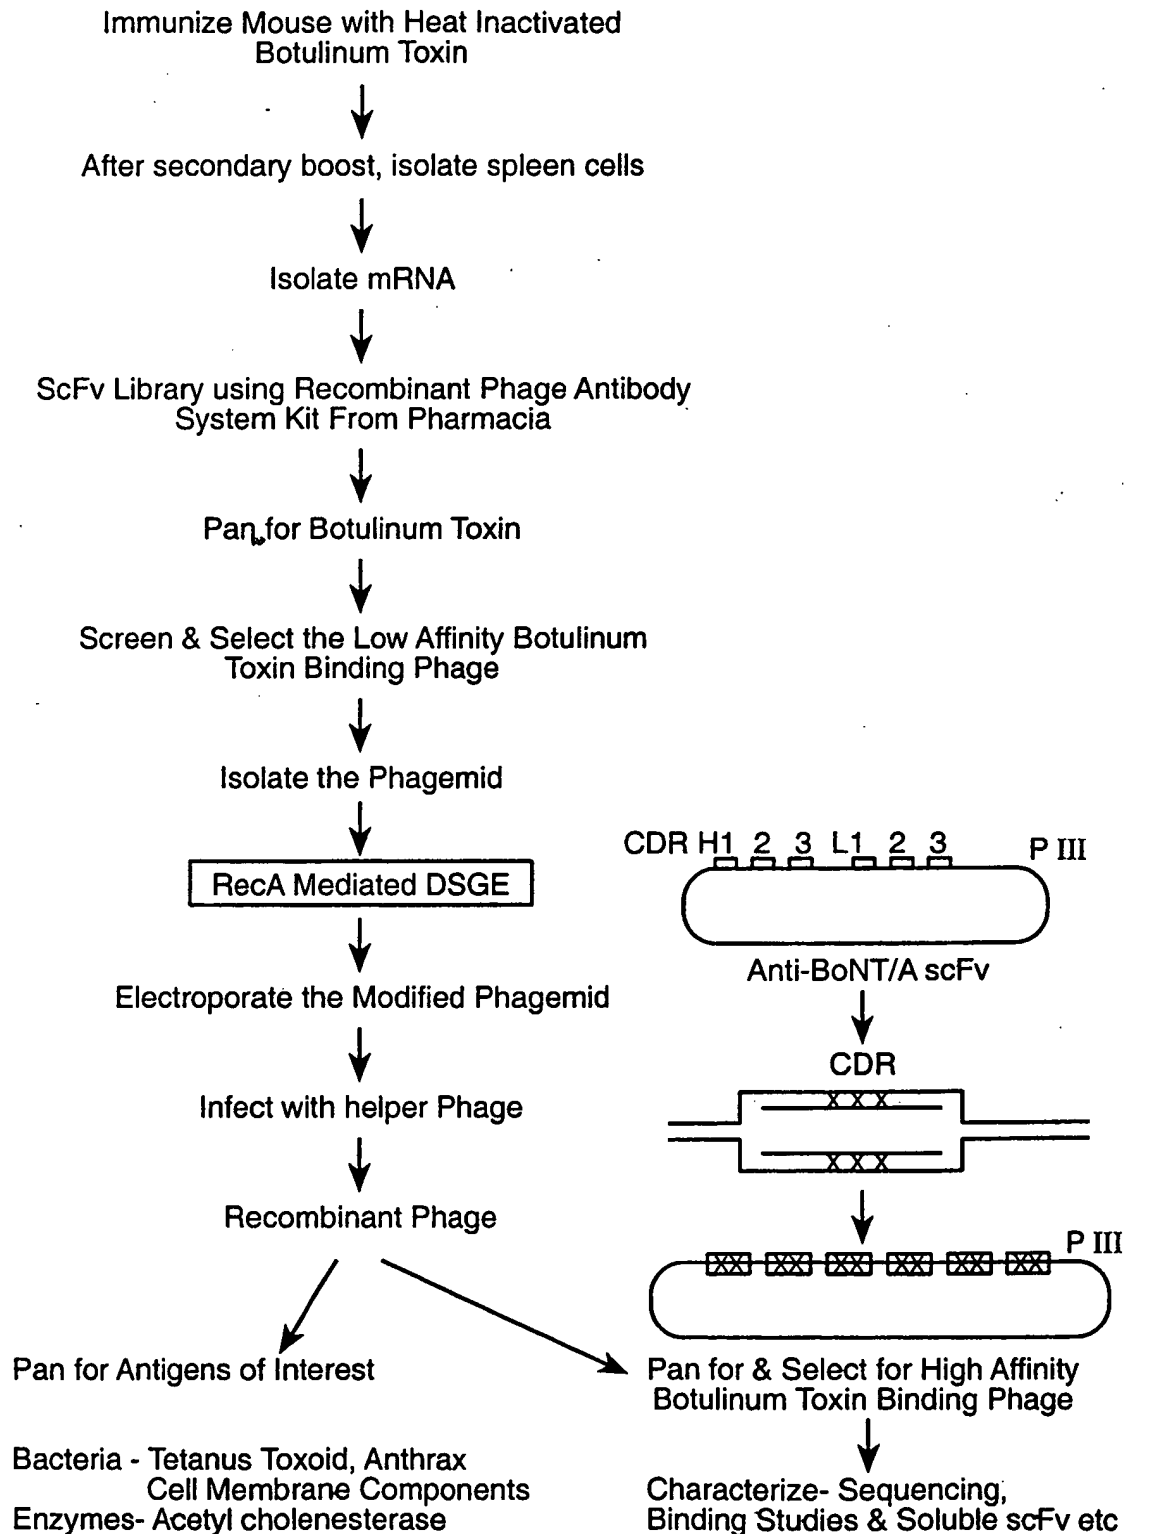 Immunize Mouse with Heat Inactivated
Botulinum Toxin
After secondary boost, isolate spleen cells
Isolate mRNA
ScFv Library using Recombinant Phage Antibody
System Kit From Pharmacia
Pan for Botulinum Toxin
Screen & Select the Low Affinity Botulinum
Toxin Binding Phage
Isolate the Phagemid
RecA Mediated DSGE
Electroporate the Modified Phagemid
Infect with helper Phage
Recombinant Phage
CDR H1 2 3 L1 2 3 P III
Anti-BoNT/A scFv
CDR
P III
Pan for Antigens of Interest
Bacteria - Tetanus Toxoid, Anthrax
Cell Membrane Components
Enzymes- Acetyl cholenesterase
Pan for & Select for High Affinity
Botulinum Toxin Binding Phage
Characterize- Sequencing,
Binding Studies & Soluble scFv etc